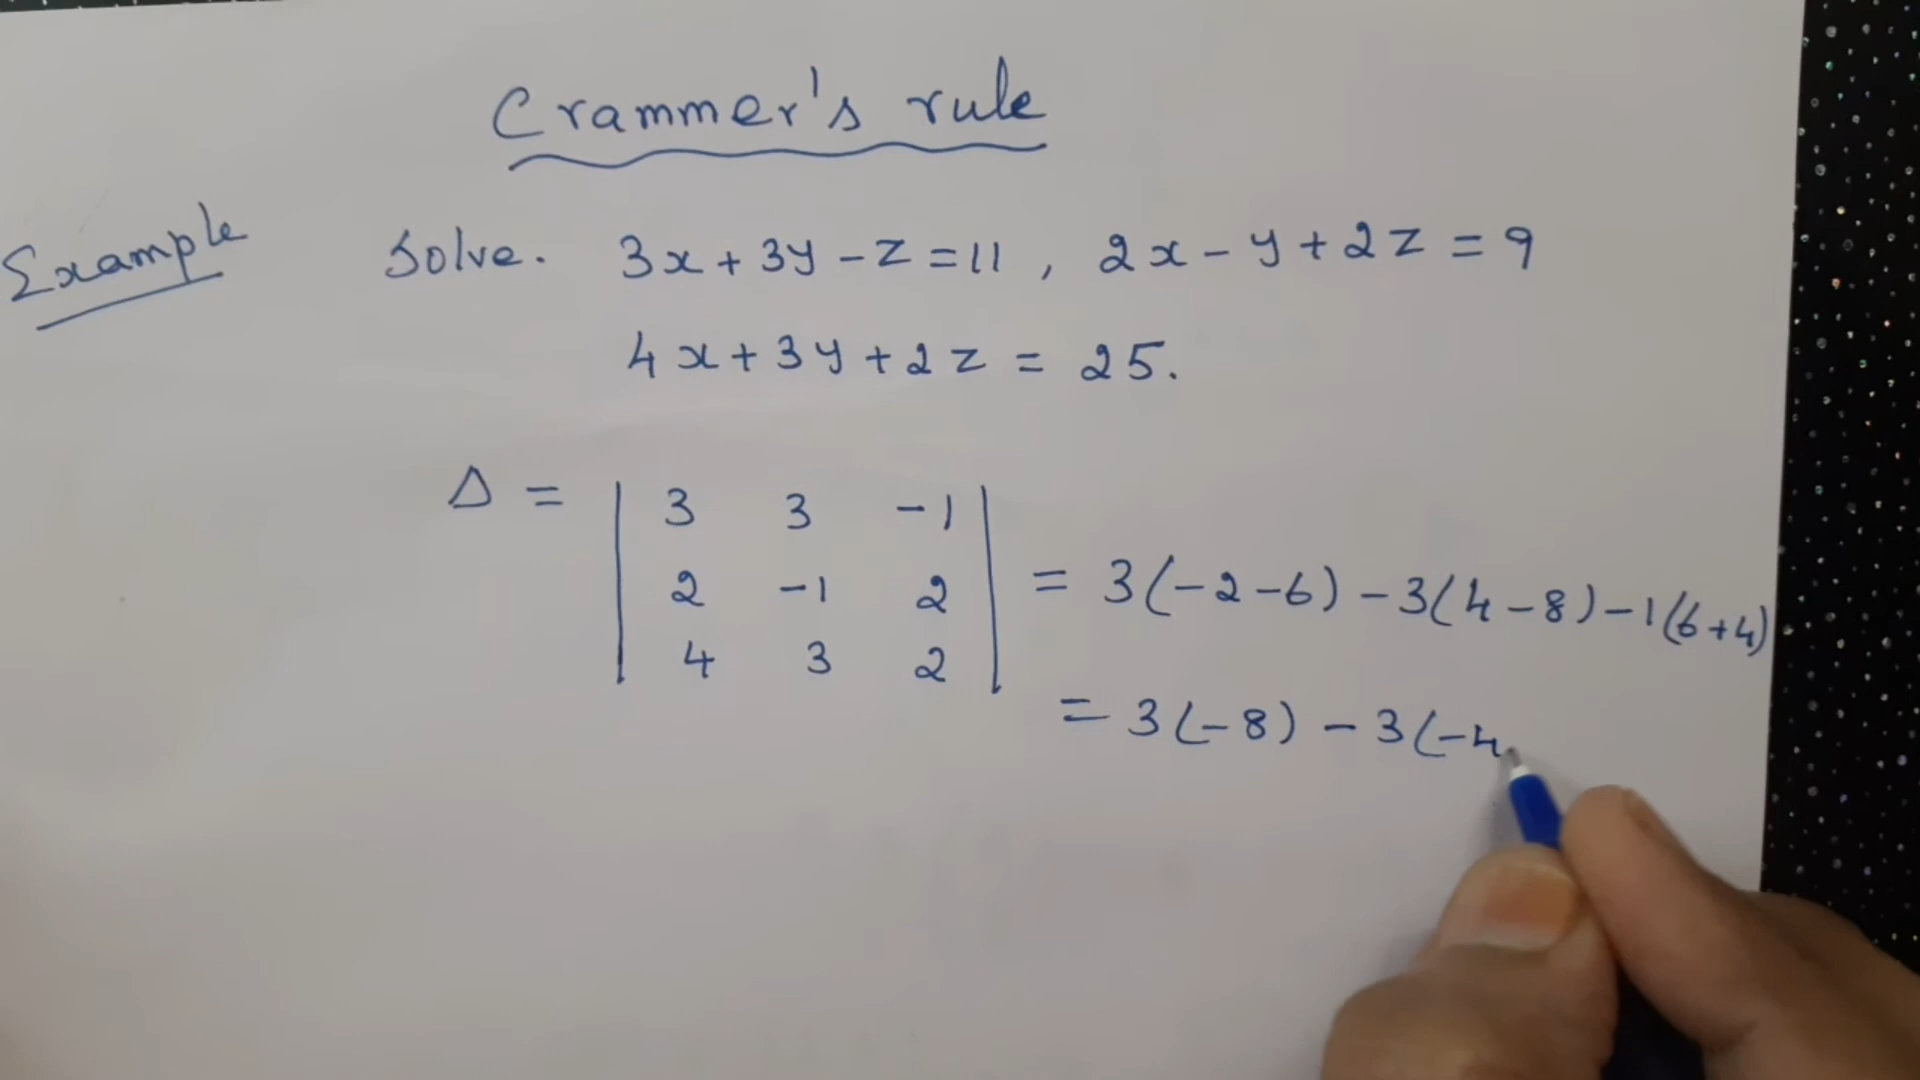 Crammer's rule
Example Solve. 3x+3y-z=11, 2x-y+2z=9
4x+3y+2z = 25.
Δ = | 3 3 -1 |
| 2 -1 2 | = 3(-2-6)-3(4-8)-1(6+4)
| 4 3 2 |
= 3(-8) - 3(-4